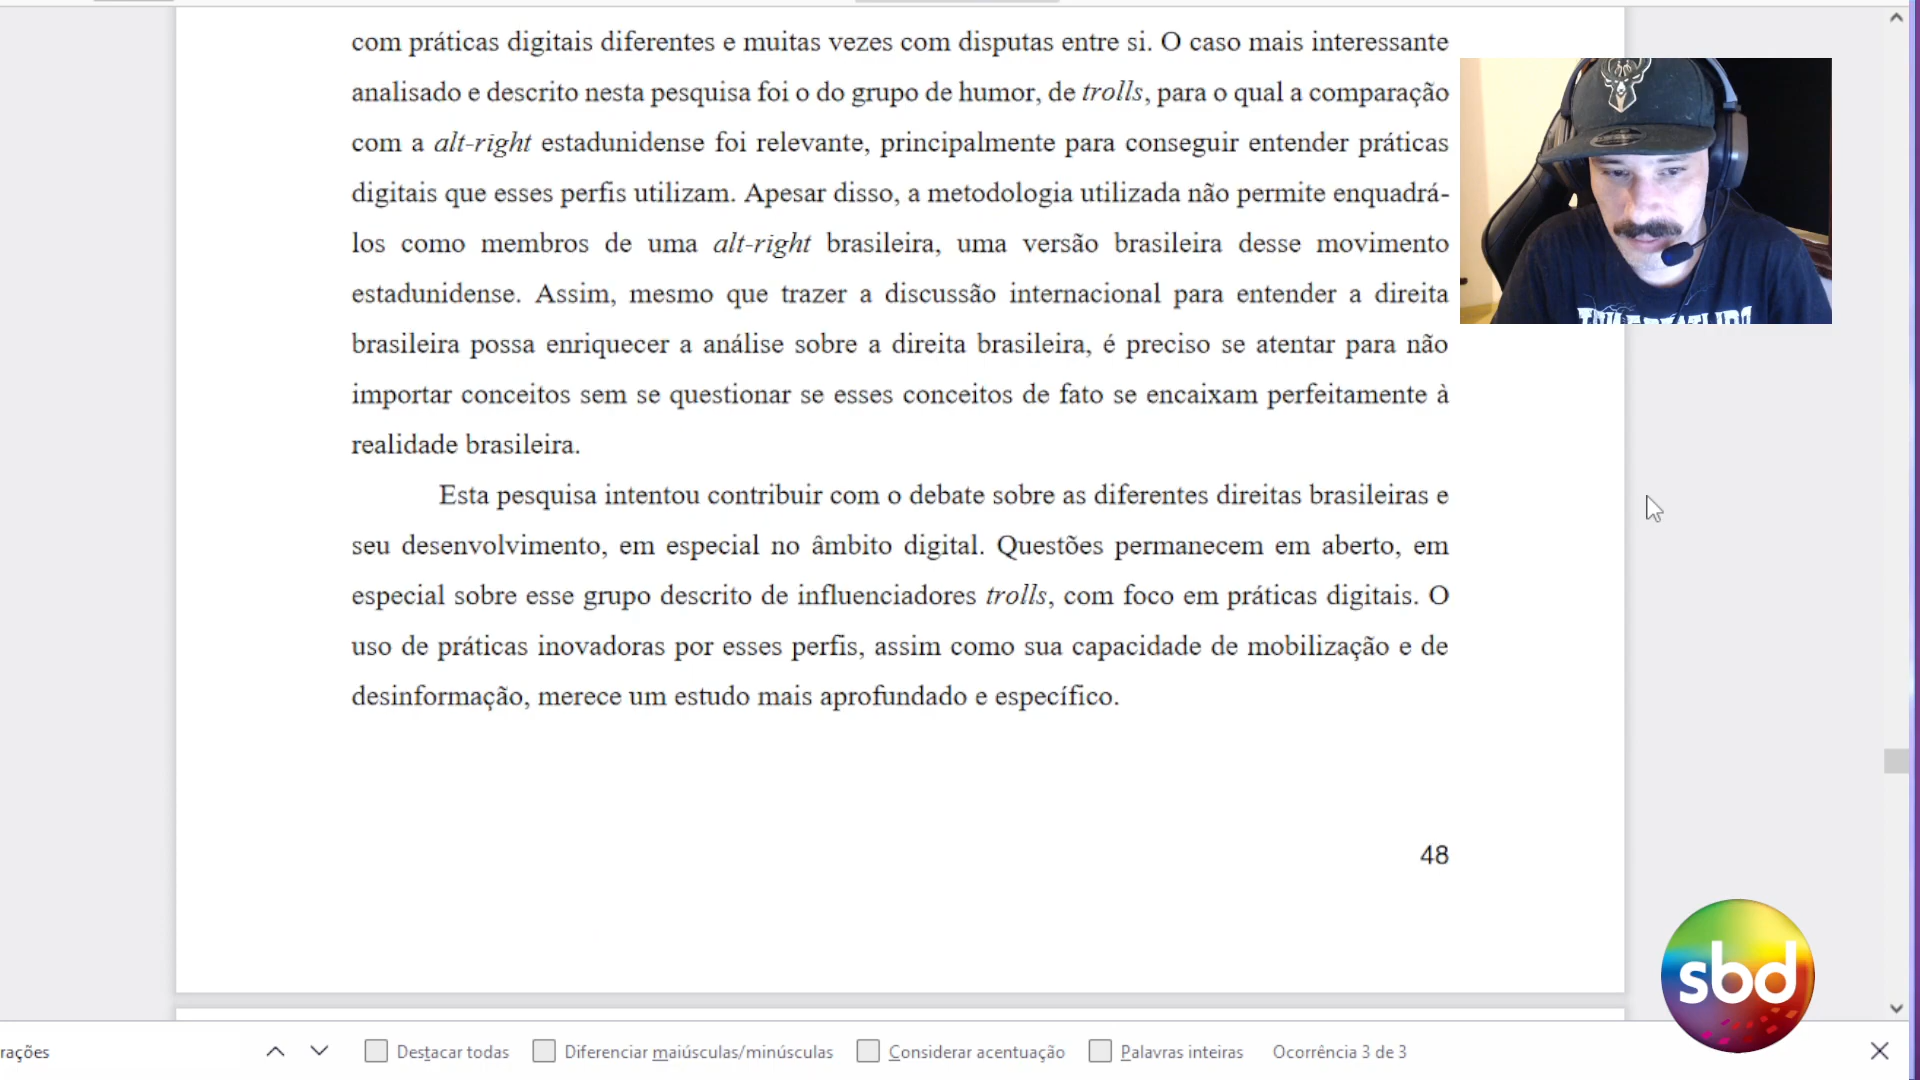 com práticas digitais diferentes e muitas vezes com disputas entre si. O caso mais interessante
analisado e descrito nesta pesquisa foi o do grupo de humor, de trolls, para o qual a comparação
com a alt-right estadunidense foi relevante, principalmente para conseguir entender práticas
digitais que esses perfis utilizam. Apesar disso, a metodologia utilizada não permite enquadrá-
los como membros de uma alt-right brasileira, uma versão brasileira desse movimento
estadunidense. Assim, mesmo que trazer a discussão internacional para entender a direita
brasileira possa enriquecer a análise sobre a direita brasileira, é preciso se atentar para não
importar conceitos sem se questionar se esses conceitos de fato se encaixam perfeitamente à
realidade brasileira.
Esta pesquisa intentou contribuir com o debate sobre as diferentes direitas brasileiras e
seu desenvolvimento, em especial no âmbito digital. Questões permanecem em aberto, em
especial sobre esse grupo descrito de influenciadores trolls, com foco em práticas digitais. O
uso de práticas inovadoras por esses perfis, assim como sua capacidade de mobilização e de
desinformação, merece um estudo mais aprofundado e específico.
48
sbd
rações Destacar todas Diferenciar maiúsculas/minúsculas Considerar acentuação Palavras inteiras Ocorrência 3 de 3